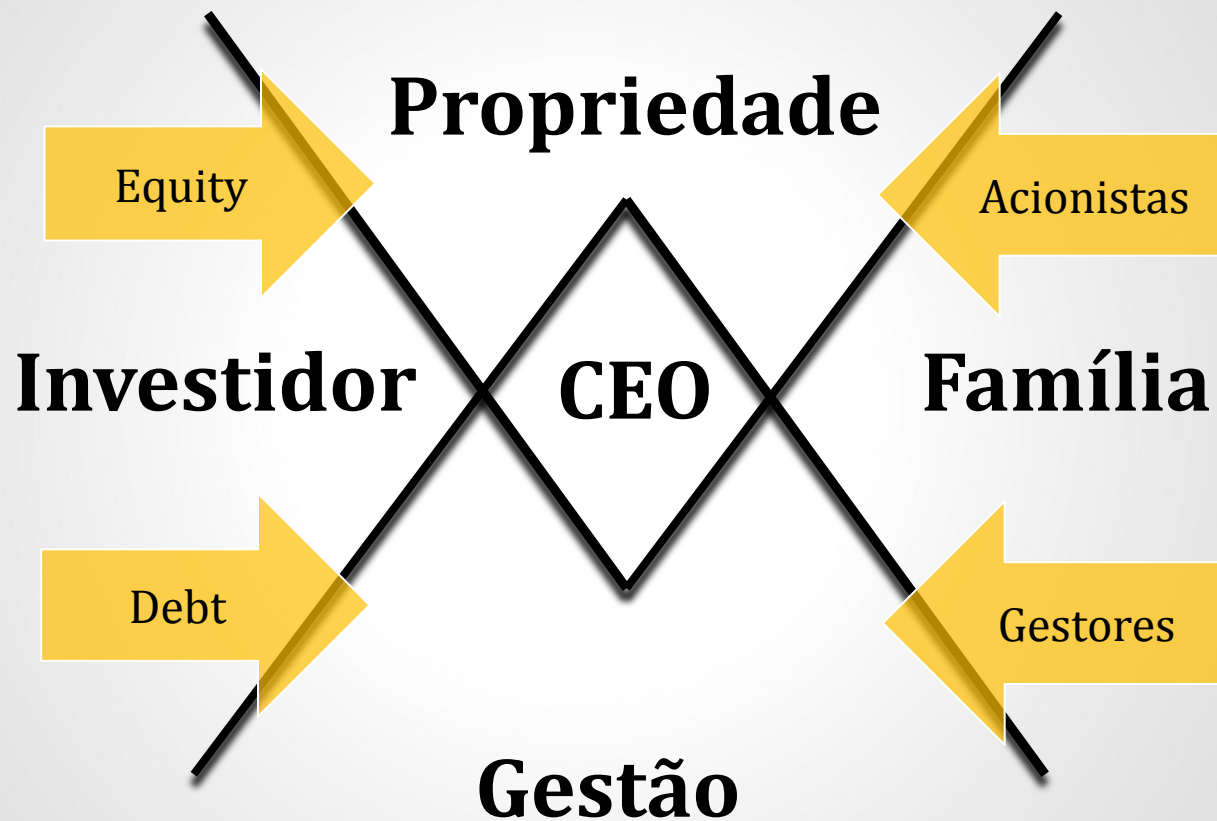 Propriedade
Equity
Acionistas
Investidor
CEO
Família
Debt
Gestores
Gestão